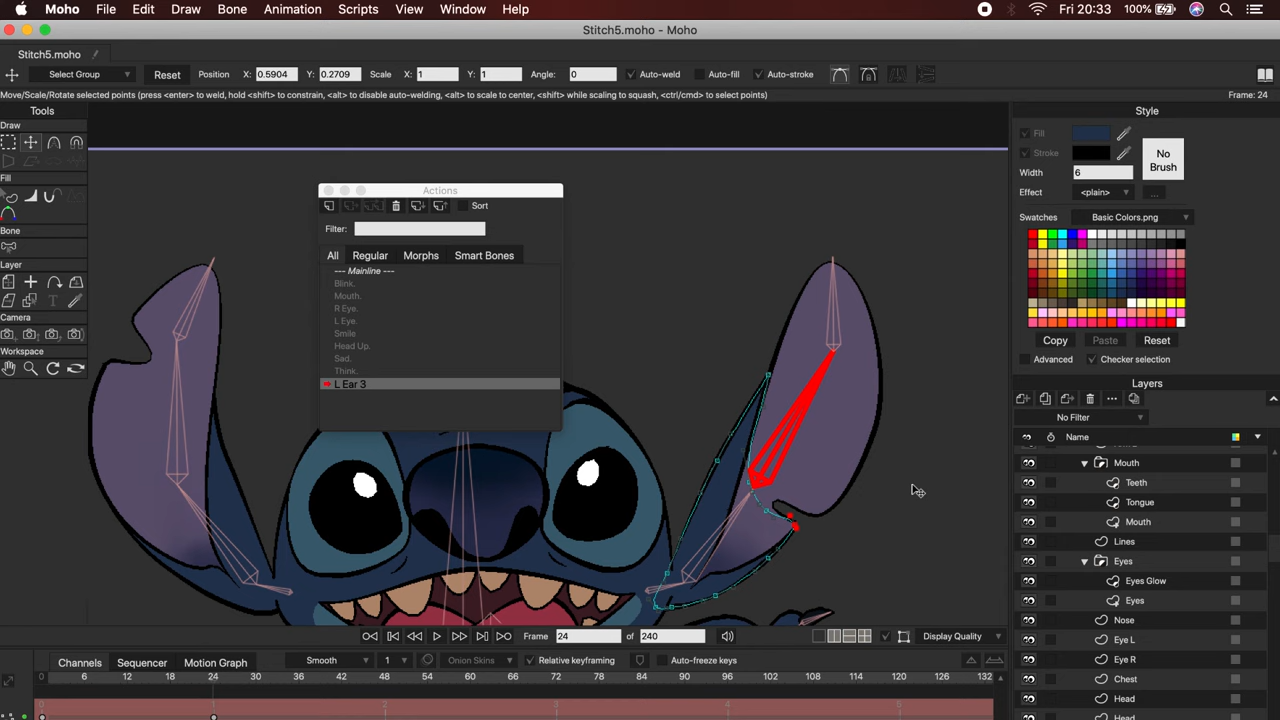 Moho File Edit Draw Bone Animation Scripts View Window Help 100% Fri 20:33
Stitch5.moho - Moho
Stitch5.moho
Select Group Reset Position X: 0.5904 Y: 0.2709 Scale X: 1 Y: 1 Angle: 0 Auto-weld Auto-fill Auto-stroke
Move/Scale/Rotate selected points (press <enter> to weld, hold <shift> to constrain, <alt> to disable auto-welding, <alt> to scale to center, <shift> while scaling to squash, <ctrl/cmd> to select points) Frame: 24
Tools
Draw
Fill
Bone
Layer
Camera
Workspace
Actions
Sort
Filter:
All Regular Morphs Smart Bones
--- Mainline ---
Blink.
Mouth.
R Eye.
L Eye.
Smile
Head Up.
Sad.
Think.
L Ear 3
Style
Fill
Stroke
No Brush
Width
6
Effect <plain> ...
Swatches Basic Colors.png
Copy Paste Reset
Advanced Checker selection
Layers
No Filter
Name
Mouth
Teeth
Tongue
Mouth
Lines
Eyes
Eyes Glow
Eyes
Nose
Eye L
Eye R
Chest
Head
Head
Frame 24 of 240 Display Quality
Channels Sequencer Motion Graph Smooth 1 Onion Skins Relative keyframing Auto-freeze keys
0 6 12 18 24 30 36 42 48 54 60 66 72 78 84 90 96 102 108 114 120 126 132
0 1 2 3 4 5